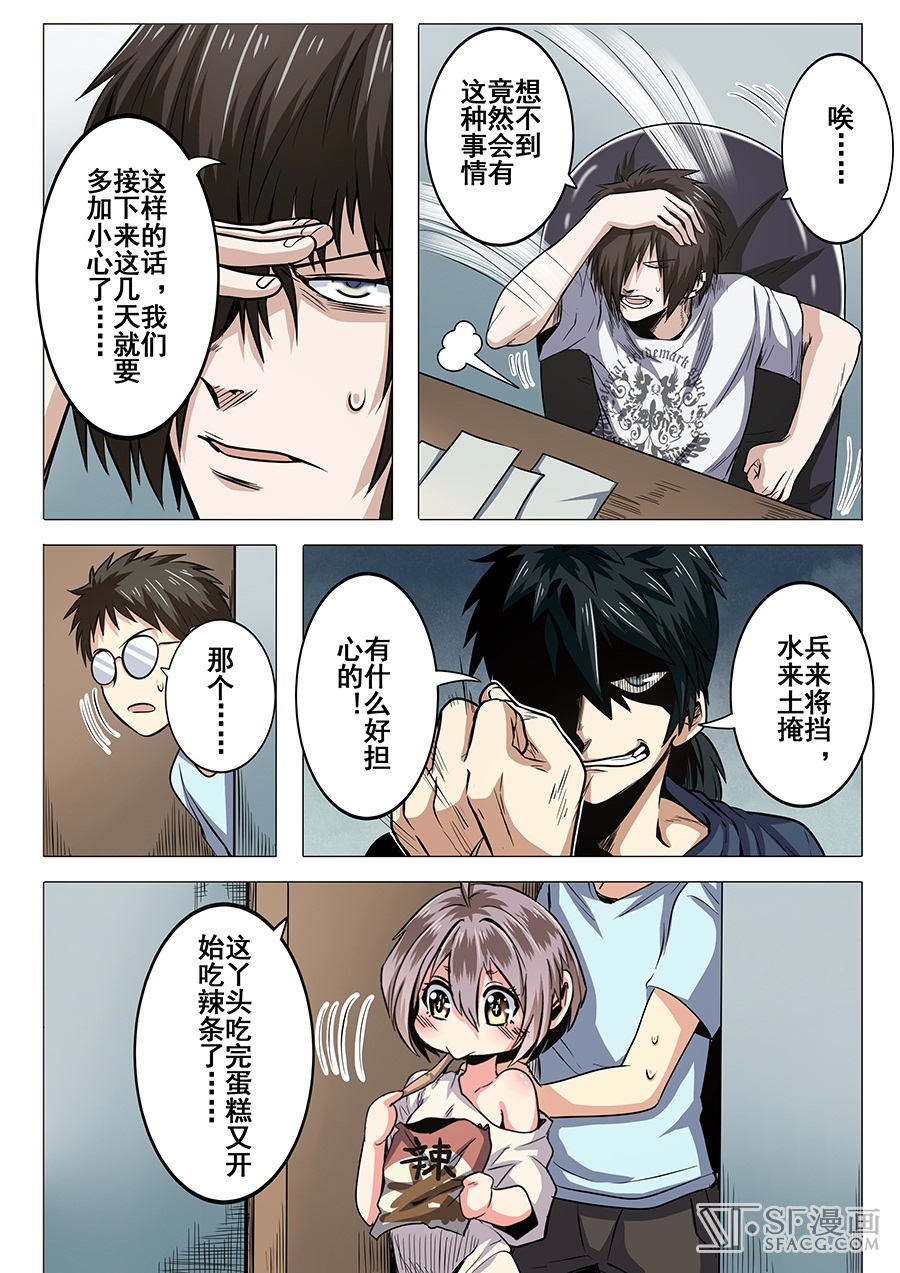 唉……
想不到
竟然会有
这种事情
这样的话，我们
接下来这几天就要
多加小心了……
兵来将挡，
水来土掩
有什么好担
心的！
那个……
这丫头吃完蛋糕又开
始吃辣条了……
辣
SF漫画
SFACG.COM